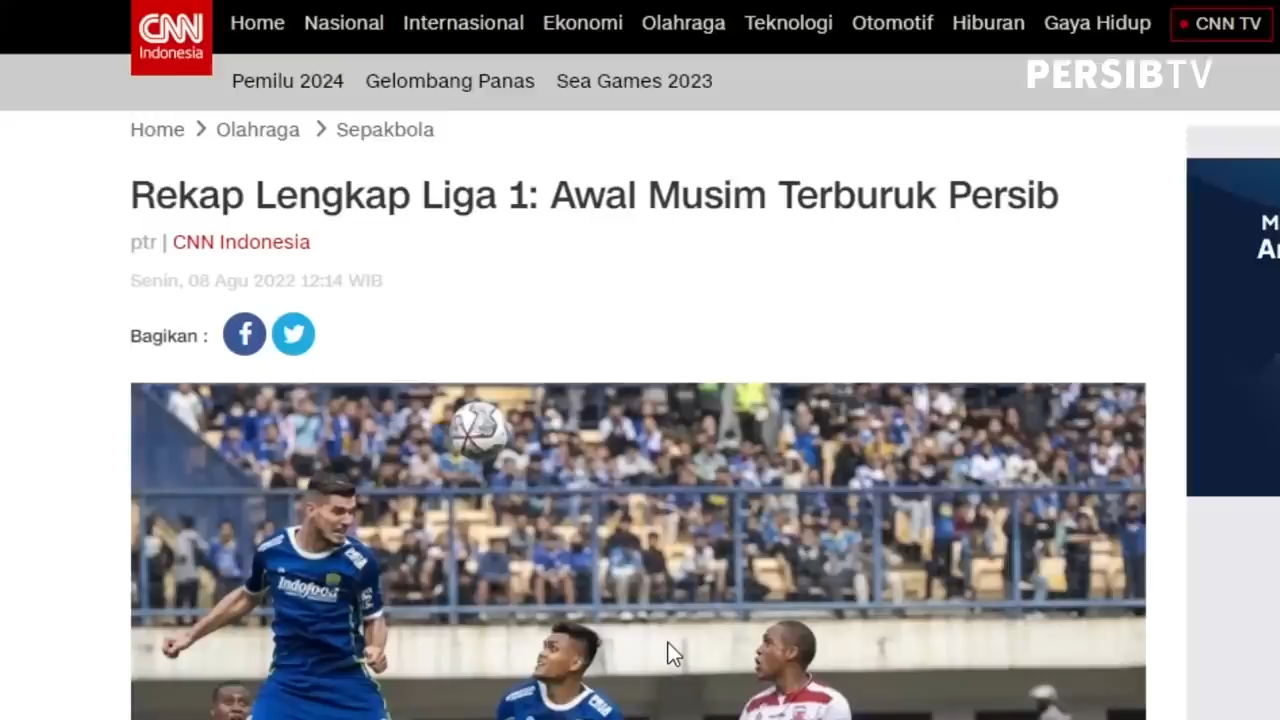 CNN
Indonesia
Home Nasional Internasional Ekonomi Olahraga Teknologi Otomotif Hiburan Gaya Hidup CNN TV
PERSIBTV
Pemilu 2024 Gelombang Panas Sea Games 2023
Home Olahraga Sepakbola
Rekap Lengkap Liga 1: Awal Musim Terburuk Persib
ptr | CNN Indonesia
Senin, 08 Agu 2022 12:14 WIB
Bagikan :
Indofood